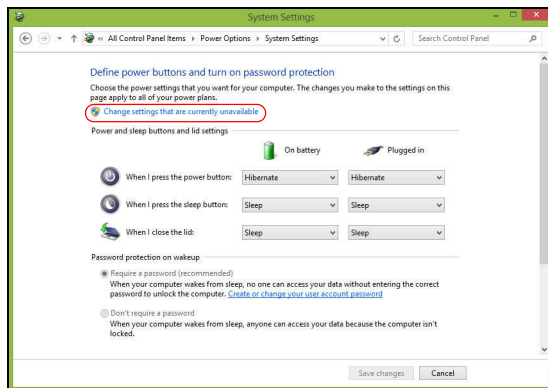 System Settings
« All Control Panel Items › Power Options › System Settings
Search Control Panel
Define power buttons and turn on password protection
Choose the power settings that you want for your computer. The changes you make to the settings on this
page apply to all of your power plans.
Change settings that are currently unavailable
Power and sleep buttons and lid settings
On battery Plugged in
When I press the power button: Hibernate Hibernate
When I press the sleep button: Sleep Sleep
When I close the lid: Sleep Sleep
Password protection on wakeup
Require a password (recommended)
When your computer wakes from sleep, no one can access your data without entering the correct
password to unlock the computer. Create or change your user account password
Don't require a password
When your computer wakes from sleep, anyone can access your data because the computer isn't
locked.
Save changes Cancel